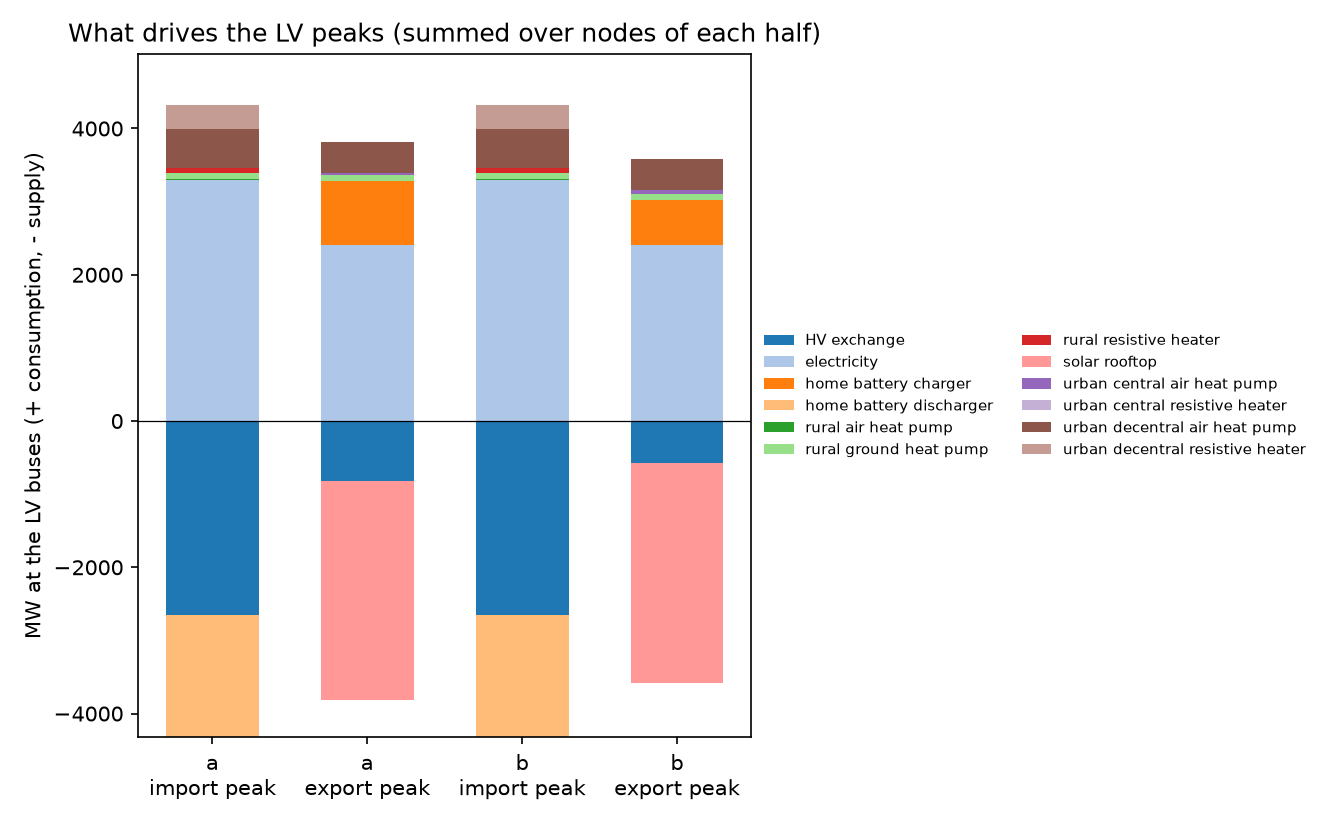 What drives the LV peaks (summed over nodes of each half)
MW at the LV buses (+ consumption, - supply)
4000
2000
0
−2000
−4000
a
import peak
a
export peak
b
import peak
b
export peak
HV exchange
electricity
home battery charger
home battery discharger
rural air heat pump
rural ground heat pump
rural resistive heater
solar rooftop
urban central air heat pump
urban central resistive heater
urban decentral air heat pump
urban decentral resistive heater